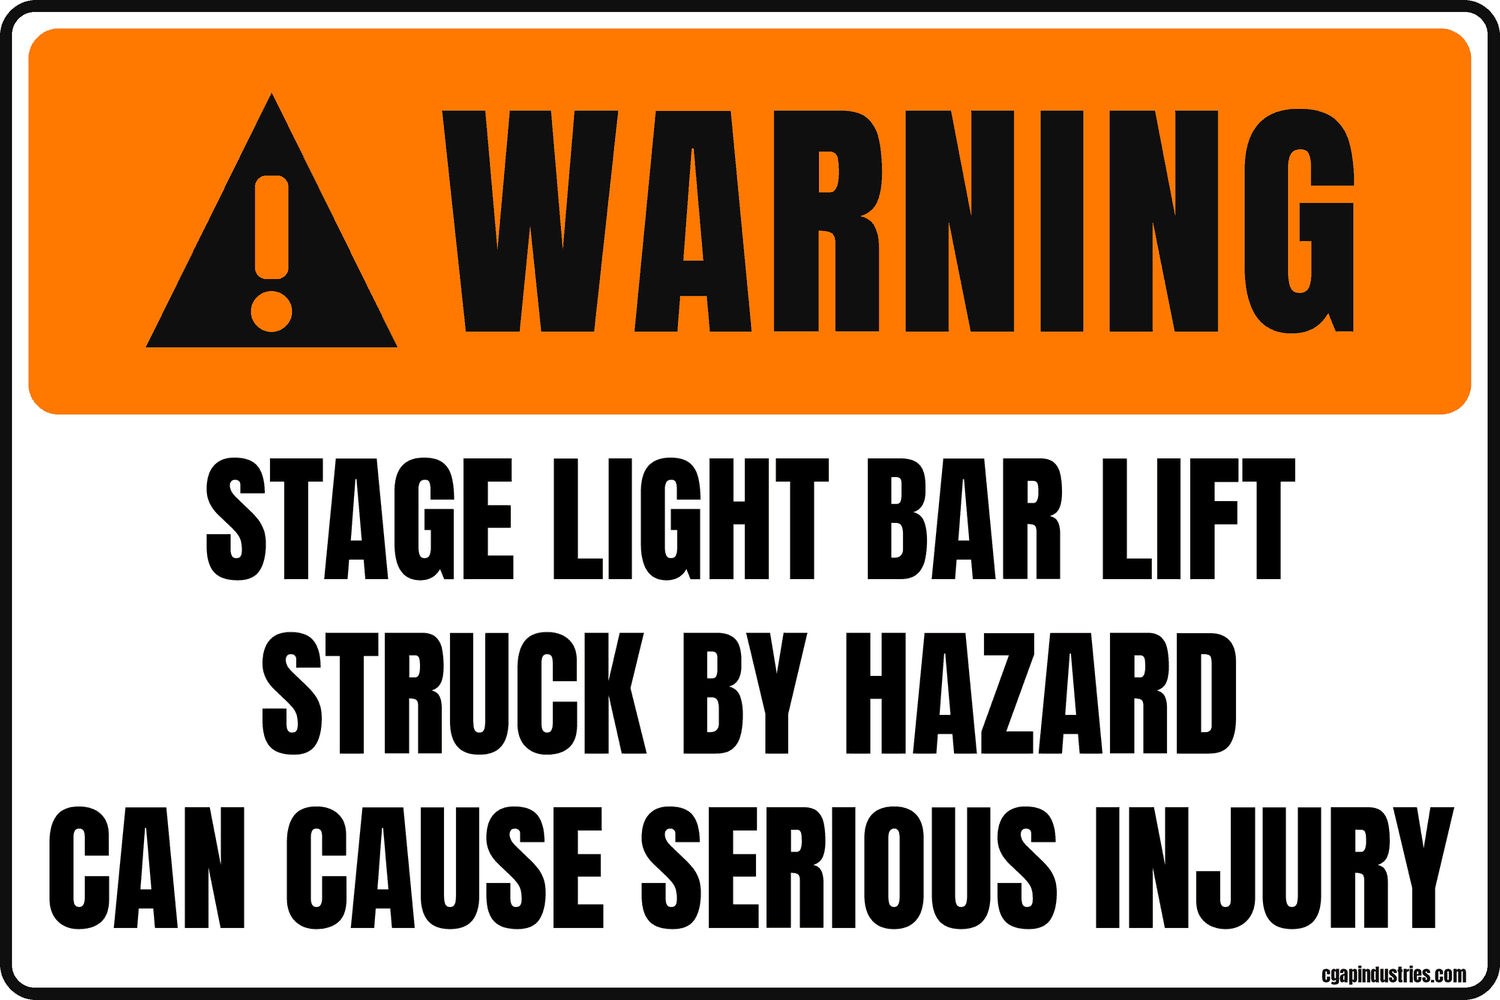 WARNING
STAGE LIGHT BAR LIFT
STRUCK BY HAZARD
CAN CAUSE SERIOUS INJURY
cgapindustries.com